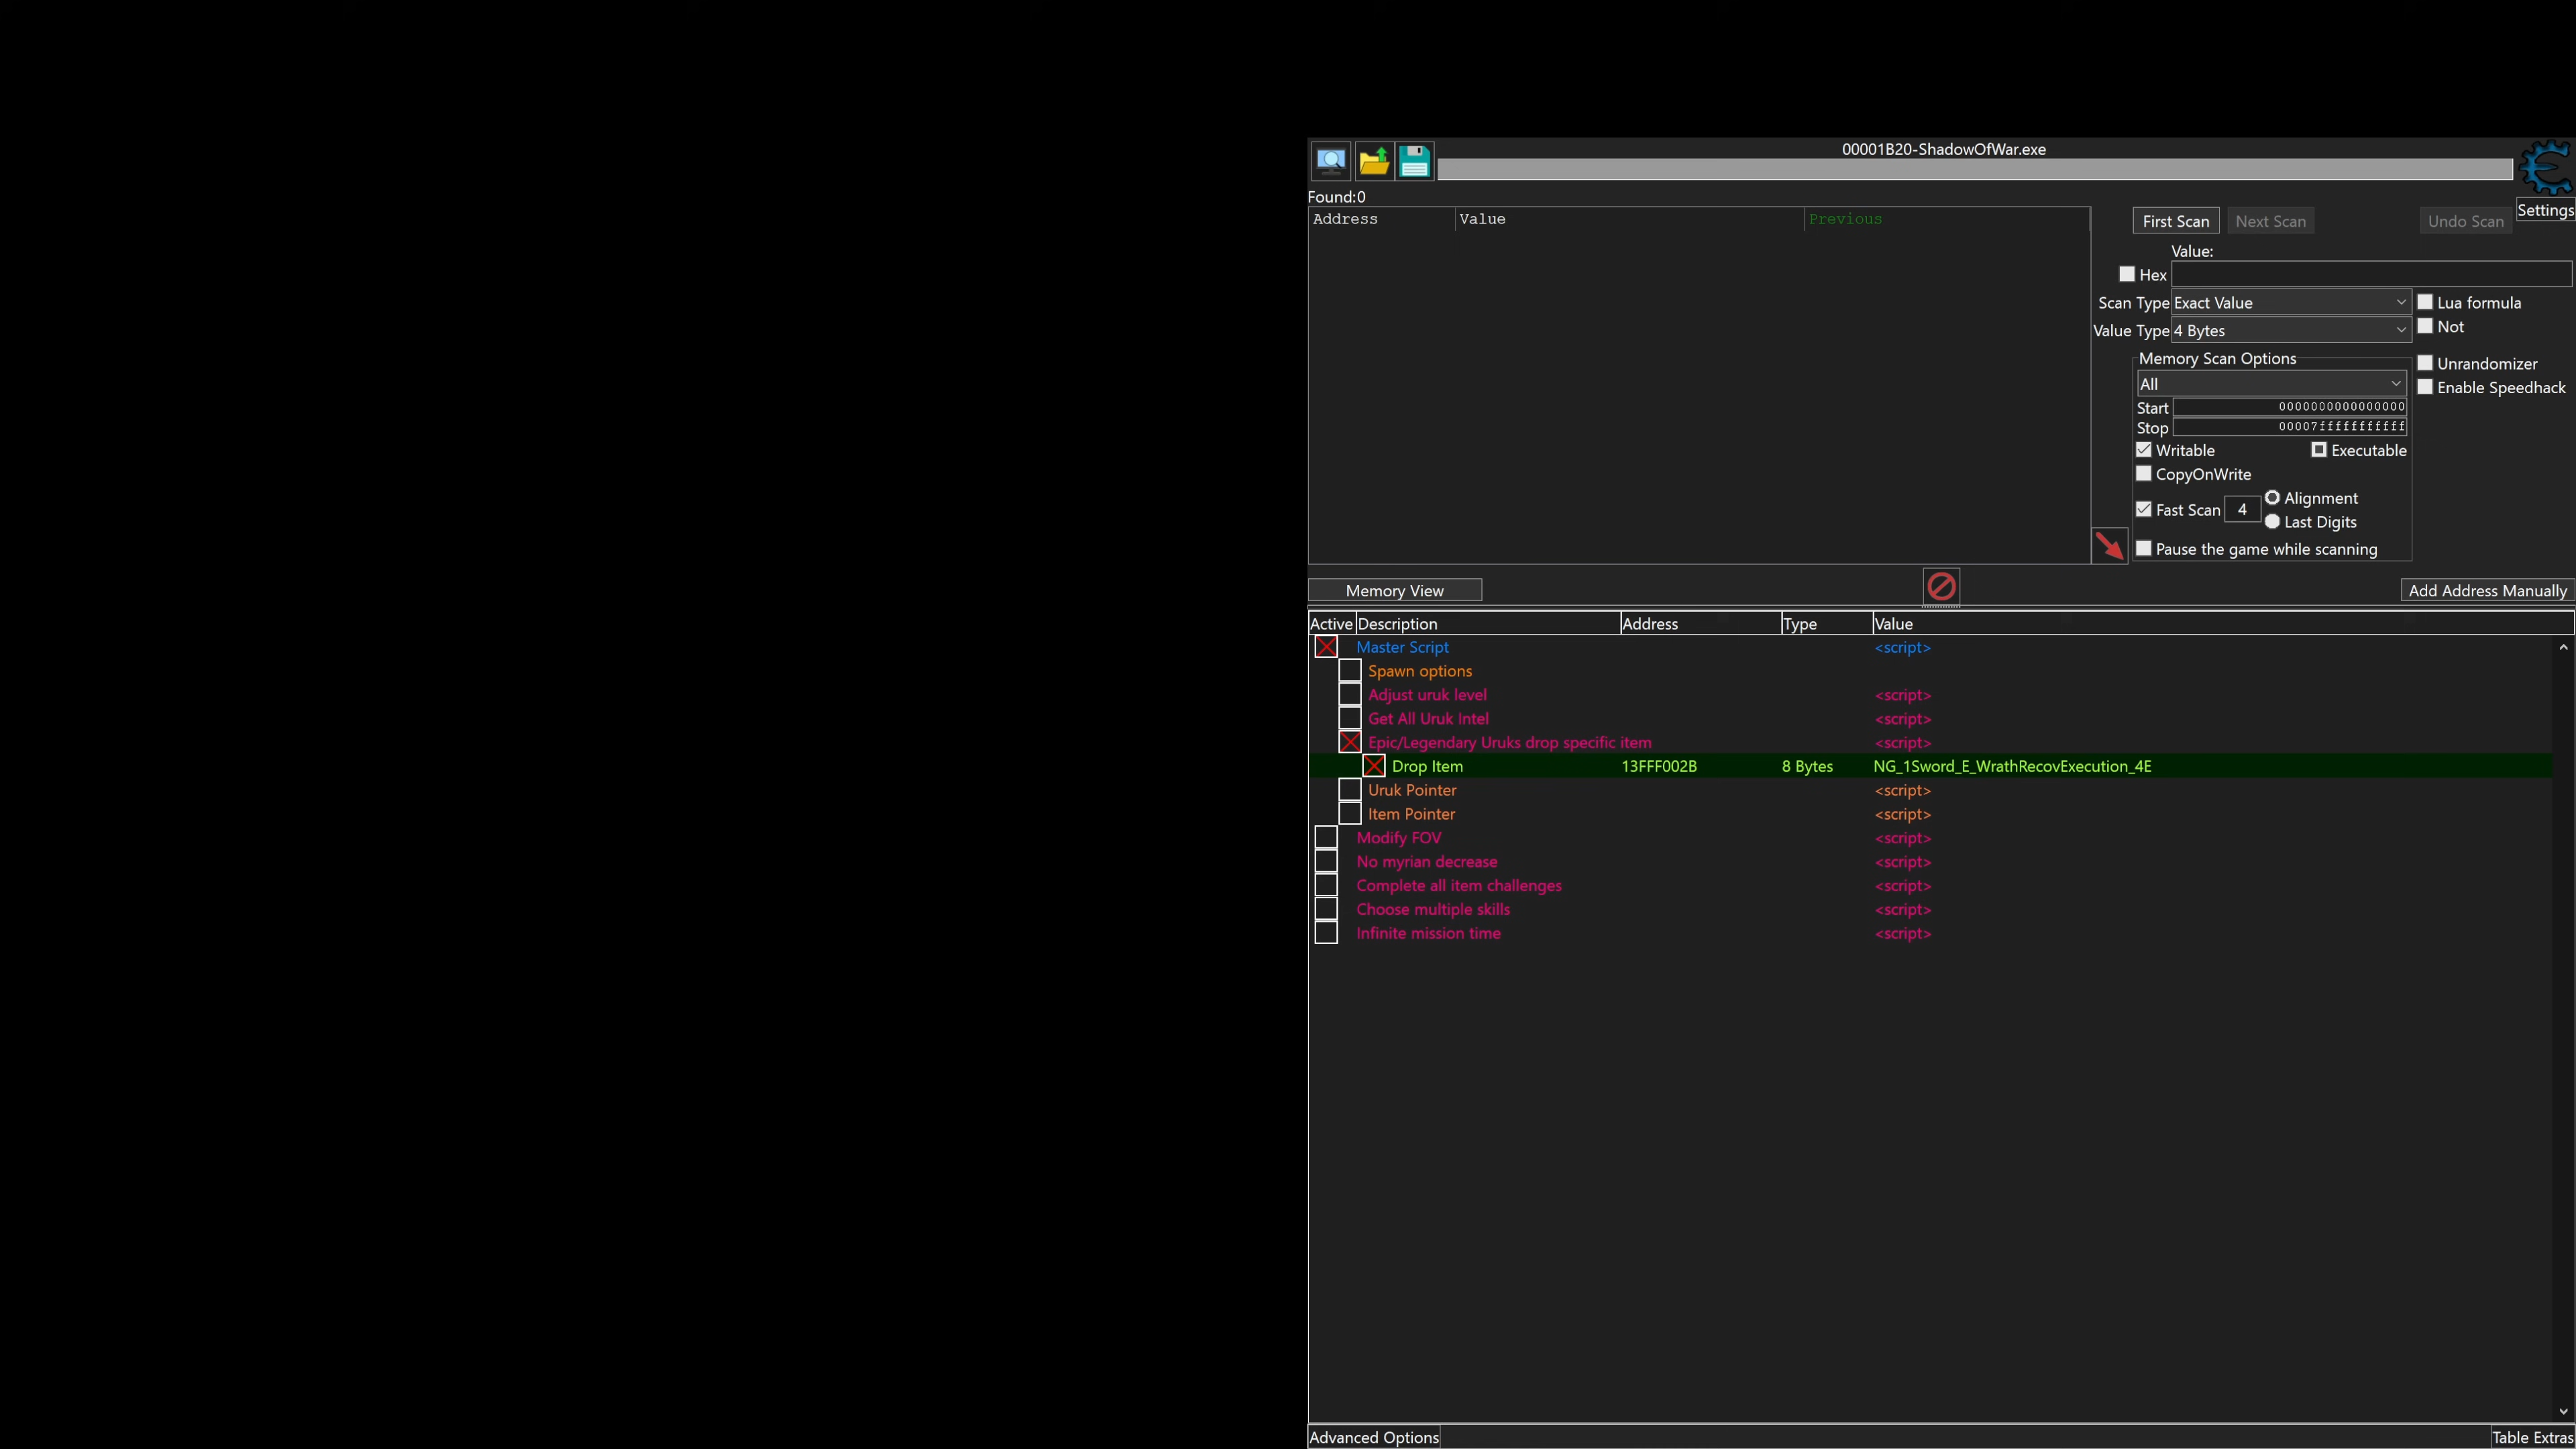 00001B20-ShadowOfWar.exe
Found:0
Settings
Address Value Previous
First Scan Next Scan Undo Scan
Value:
Hex
Scan Type Exact Value Lua formula
Value Type 4 Bytes Not
Memory Scan Options
All Unrandomizer
Enable Speedhack
Start 0000000000000000
Stop 00007fffffffffff
Writable Executable
CopyOnWrite
Fast Scan 4 Alignment
Last Digits
Pause the game while scanning
Memory View Add Address Manually
Active Description Address Type Value
Master Script <script>
Spawn options
Adjust uruk level <script>
Get All Uruk Intel <script>
Epic/Legendary Uruks drop specific item <script>
Drop Item 13FFF002B 8 Bytes NG_1Sword_E_WrathRecovExecution_4E
Uruk Pointer <script>
Item Pointer <script>
Modify FOV <script>
No myrian decrease <script>
Complete all item challenges <script>
Choose multiple skills <script>
Infinite mission time <script>
Advanced Options Table Extras